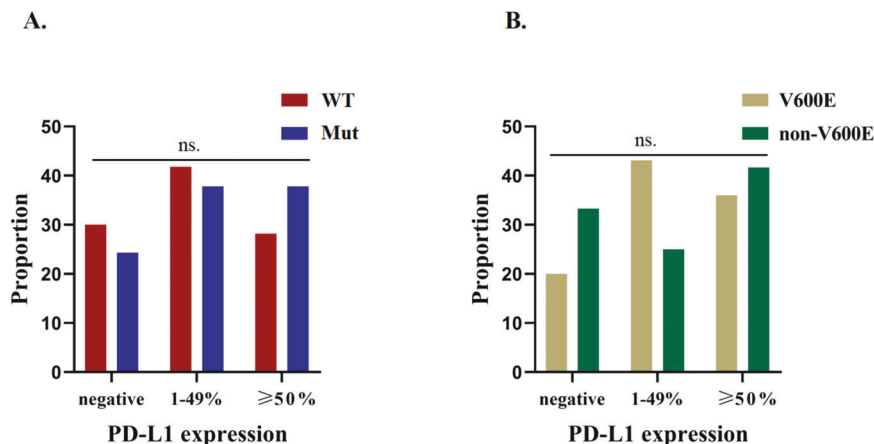 A.
WT
Mut
50
40
30
20
10
0
Proportion
ns.
negative 1-49% ⩾50%
PD-L1 expression
B.
V600E
non-V600E
50
40
30
20
10
0
Proportion
ns.
negative 1-49% ⩾50%
PD-L1 expression